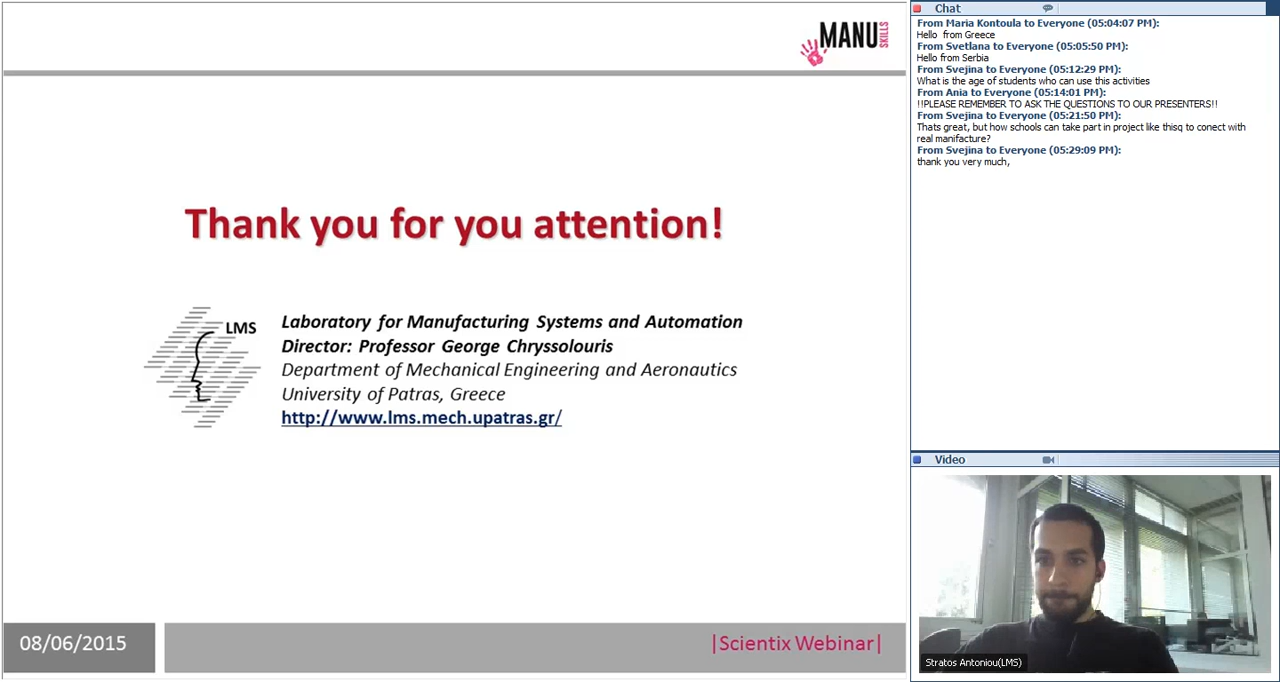 MANU
SKILLS
Thank you for you attention!
LMS
Laboratory for Manufacturing Systems and Automation
Director: Professor George Chryssolouris
Department of Mechanical Engineering and Aeronautics
University of Patras, Greece
http://www.lms.mech.upatras.gr/
08/06/2015
|Scientix Webinar|
Chat
From Maria Kontoula to Everyone (05:04:07 PM):
Hello from Greece
From Svetlana to Everyone (05:05:50 PM):
Hello from Serbia
From Svejina to Everyone (05:12:29 PM):
What is the age of students who can use this activities
From Ania to Everyone (05:14:01 PM):
!!PLEASE REMEMBER TO ASK THE QUESTIONS TO OUR PRESENTERS!!
From Svejina to Everyone (05:21:50 PM):
Thats great, but how schools can take part in project like thisq to conect with
real manifacture?
From Svejina to Everyone (05:29:09 PM):
thank you very much,
Video
Stratos Antoniou(LMS)